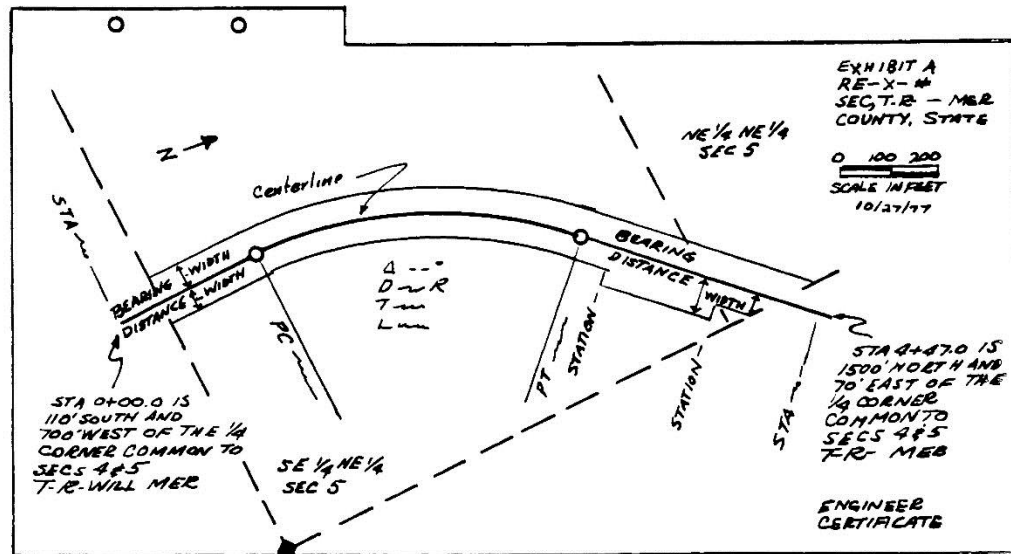 EXHIBIT A
RE-X-#
SEC, T-R - MER
COUNTY, STATE
0 100 200
SCALE IN FEET
10/27/77
NE 1/4 NE 1/4
SEC 5
N
Centerline
STA
BEARING
DISTANCE
WIDTH
WIDTH
PC
Δ --°
D R
T
L
PT
STATION
BEARING
DISTANCE
WIDTH
STATION
STA
STA 0+00.0 IS
110' SOUTH AND
700' WEST OF THE 1/4
CORNER COMMON TO
SECS 4 & 5
T-R-WILL MER
SE 1/4 NE 1/4
SEC 5
STA 4+47.0 IS
1500' NORTH AND
70' EAST OF THE
1/4 CORNER
COMMON TO
SECS 4 & 5
T-R- MEB
ENGINEER
CERTIFICATE